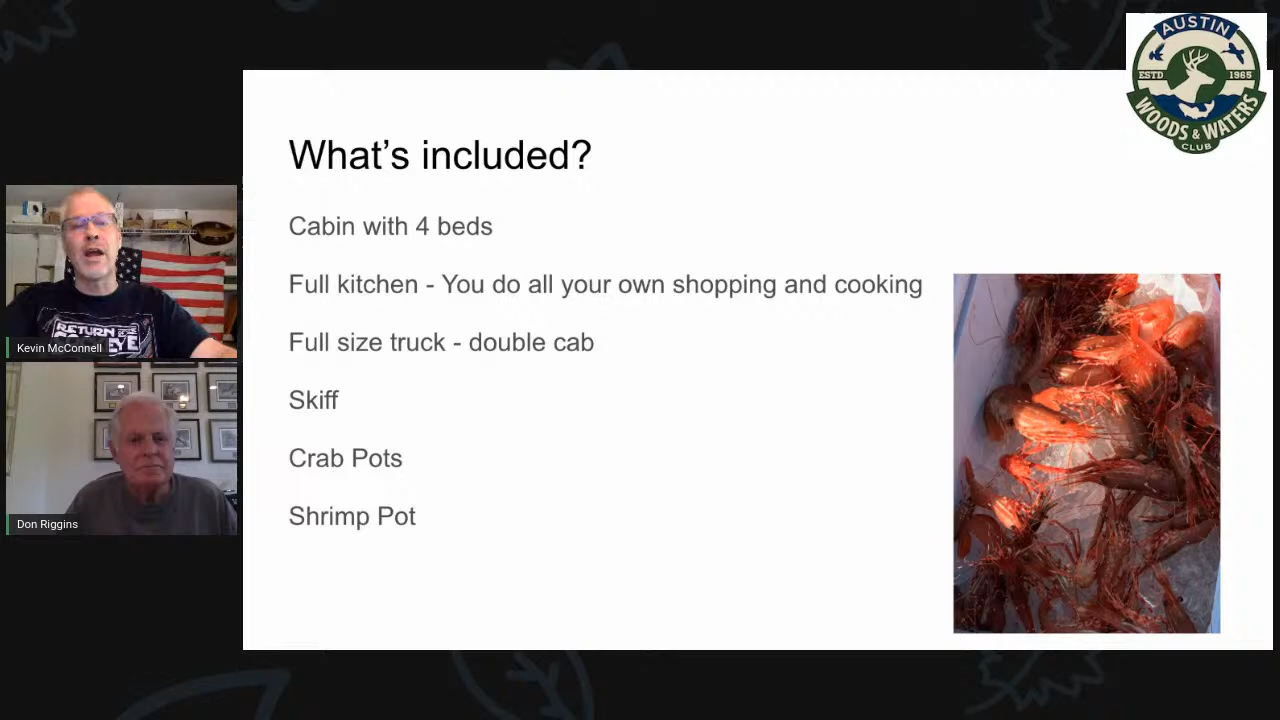 AUSTIN
ESTD 1965
WOODS & WATERS
CLUB
What's included?
Cabin with 4 beds
Full kitchen - You do all your own shopping and cooking
Full size truck - double cab
Skiff
Crab Pots
Shrimp Pot
RETURN
Kevin McConnell
Don Riggins